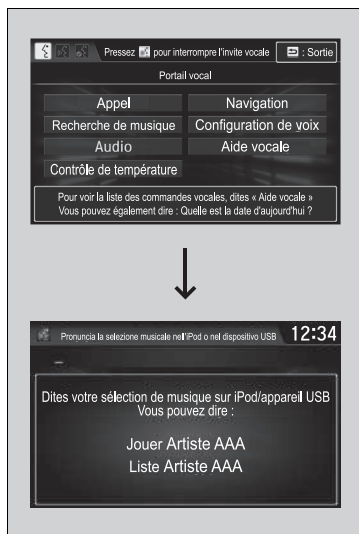 Pressez pour interrompre l'invite vocale
: Sortie
Portail vocal
Appel
Navigation
Recherche de musique
Configuration de voix
Audio
Aide vocale
Contrôle de température
Pour voir la liste des commandes vocales, dites « Aide vocale »
Vous pouvez également dire : Quelle est la date d'aujourd'hui ?
Pronuncia la selezione musicale nell'iPod o nel dispositivo USB
12:34
Dites votre sélection de musique sur iPod/appareil USB
Vous pouvez dire :
Jouer Artiste AAA
Liste Artiste AAA